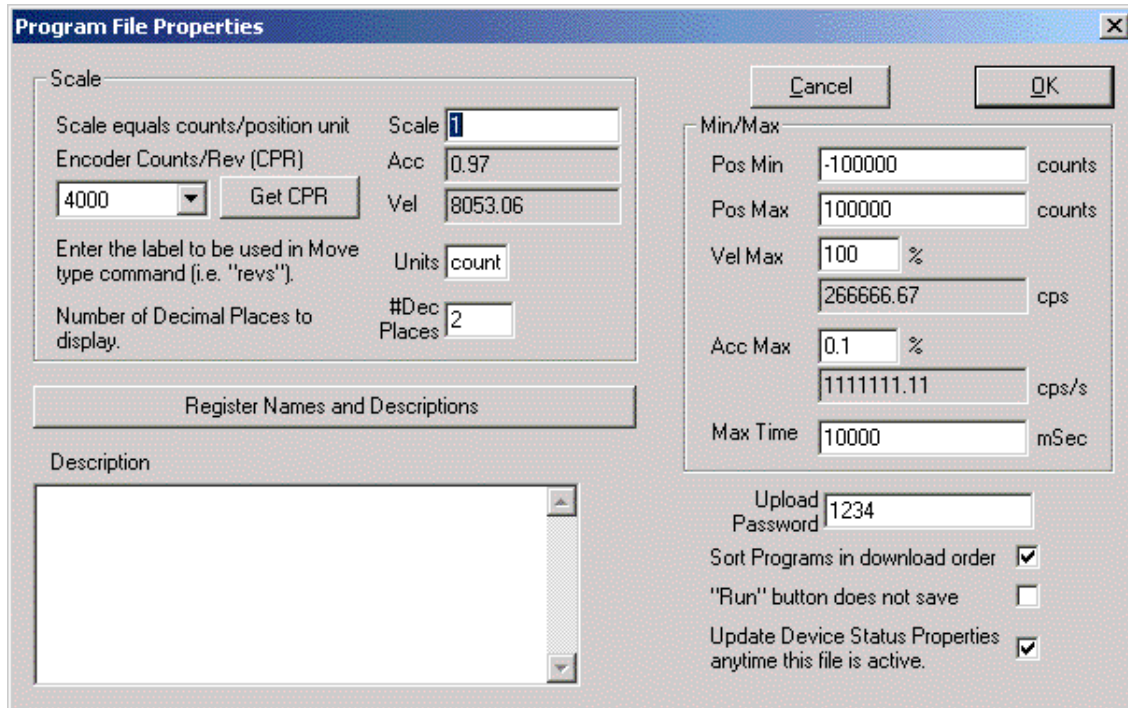 Program File Properties
Scale
Scale equals counts/position unit
Scale 1
Encoder Counts/Rev (CPR)
Acc 0.97
4000
Get CPR
Vel 8053.06
Enter the label to be used in Move
type command (i.e. "revs").
Units count
Number of Decimal Places to
display.
#Dec
Places 2
Register Names and Descriptions
Description
Cancel
OK
Min/Max
Pos Min -100000 counts
Pos Max 100000 counts
Vel Max 100 %
266666.67 cps
Acc Max 0.1 %
1111111.11 cps/s
Max Time 10000 mSec
Upload
Password 1234
Sort Programs in download order
"Run" button does not save
Update Device Status Properties
anytime this file is active.